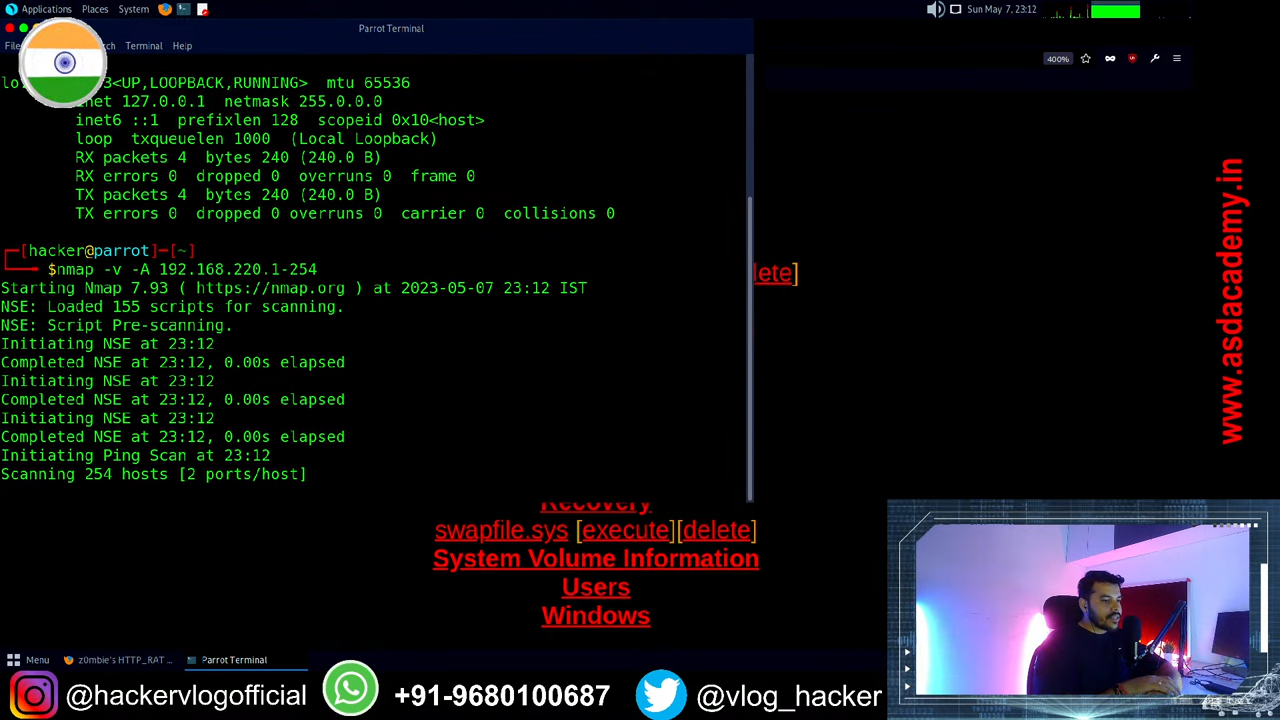 Applications Places System
Sun May 7, 23:12
Parrot Terminal
Terminal Help
400%
<UP,LOOPBACK,RUNNING> mtu 65536
inet 127.0.0.1 netmask 255.0.0.0
inet6 ::1 prefixlen 128 scopeid 0x10<host>
loop txqueuelen 1000 (Local Loopback)
RX packets 4 bytes 240 (240.0 B)
RX errors 0 dropped 0 overruns 0 frame 0
TX packets 4 bytes 240 (240.0 B)
TX errors 0 dropped 0 overruns 0 carrier 0 collisions 0
[hacker@parrot]-[~]
$nmap -v -A 192.168.220.1-254
Starting Nmap 7.93 ( https://nmap.org ) at 2023-05-07 23:12 IST
NSE: Loaded 155 scripts for scanning.
NSE: Script Pre-scanning.
Initiating NSE at 23:12
Completed NSE at 23:12, 0.00s elapsed
Initiating NSE at 23:12
Completed NSE at 23:12, 0.00s elapsed
Initiating NSE at 23:12
Completed NSE at 23:12, 0.00s elapsed
Initiating Ping Scan at 23:12
Scanning 254 hosts [2 ports/host]
lete]
www.asdacademy.in
Recovery
swapfile.sys [execute][delete]
System Volume Information
Users
Windows
Menu z0mbie's HTTP_RAT ... Parrot Terminal
@hackervlogofficial +91-9680100687 @vlog_hacker